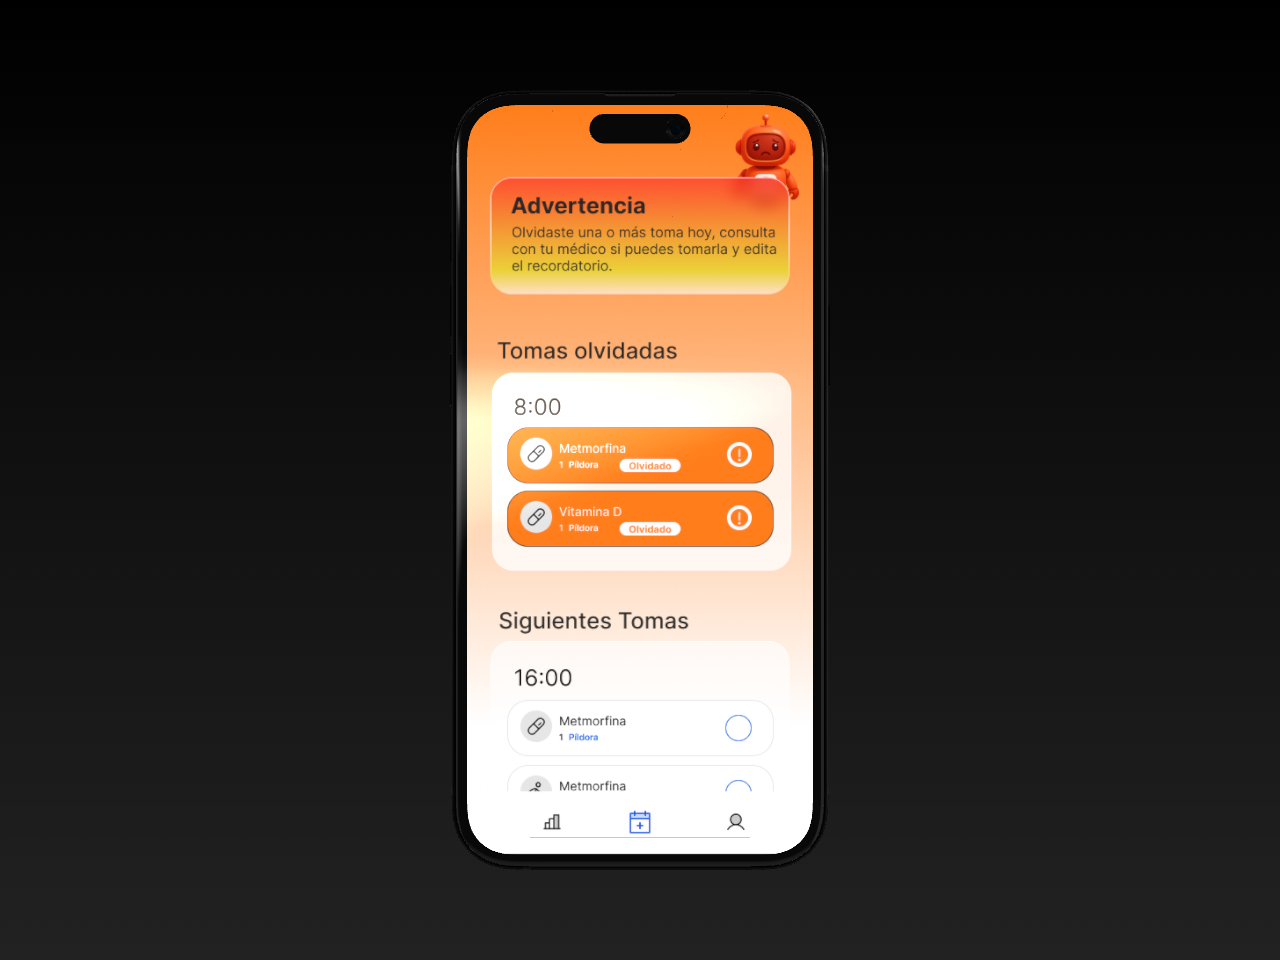 Advertencia
Olvidaste una o más toma hoy, consulta
con tu médico si puedes tomarla y edita
el recordatorio.
Tomas olvidadas
8:00
Metmorfina
1 Píldora Olvidado
Vitamina D
1 Píldora Olvidado
Siguientes Tomas
16:00
Metmorfina
1 Píldora
Metmorfina